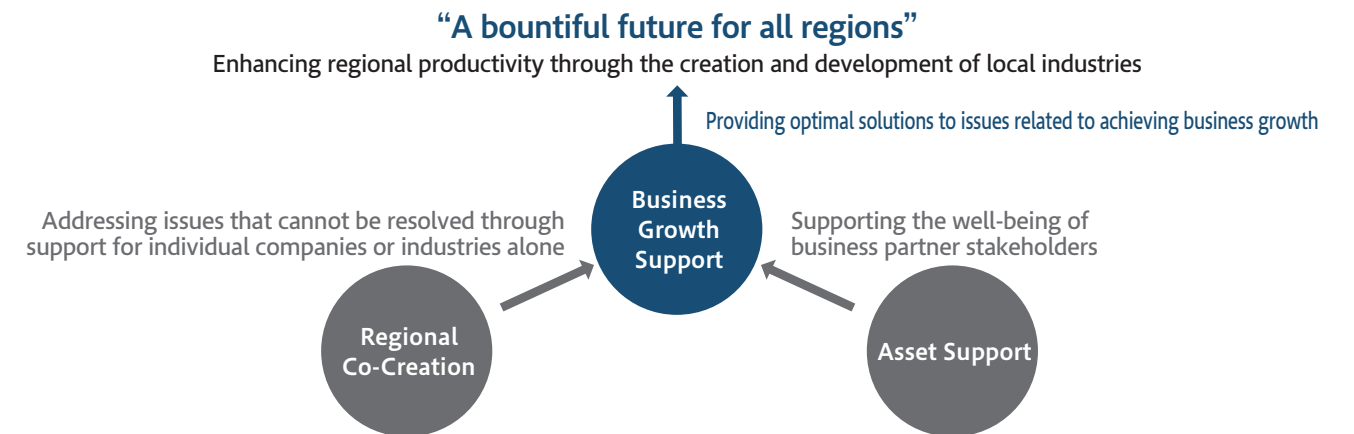 “A bountiful future for all regions”
Enhancing regional productivity through the creation and development of local industries
Providing optimal solutions to issues related to achieving business growth
Business
Growth
Support
Addressing issues that cannot be resolved through
support for individual companies or industries alone
Supporting the well-being of
business partner stakeholders
Regional
Co-Creation
Asset Support